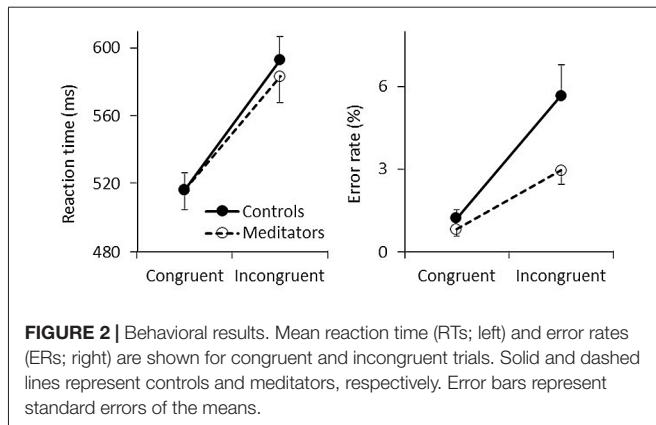 600
560
520
480
Reaction time (ms)
Controls
Meditators
Congruent Incongruent
6
3
0
Error rate (%)
Congruent Incongruent
FIGURE 2 | Behavioral results. Mean reaction time (RTs; left) and error rates
(ERs; right) are shown for congruent and incongruent trials. Solid and dashed
lines represent controls and meditators, respectively. Error bars represent
standard errors of the means.